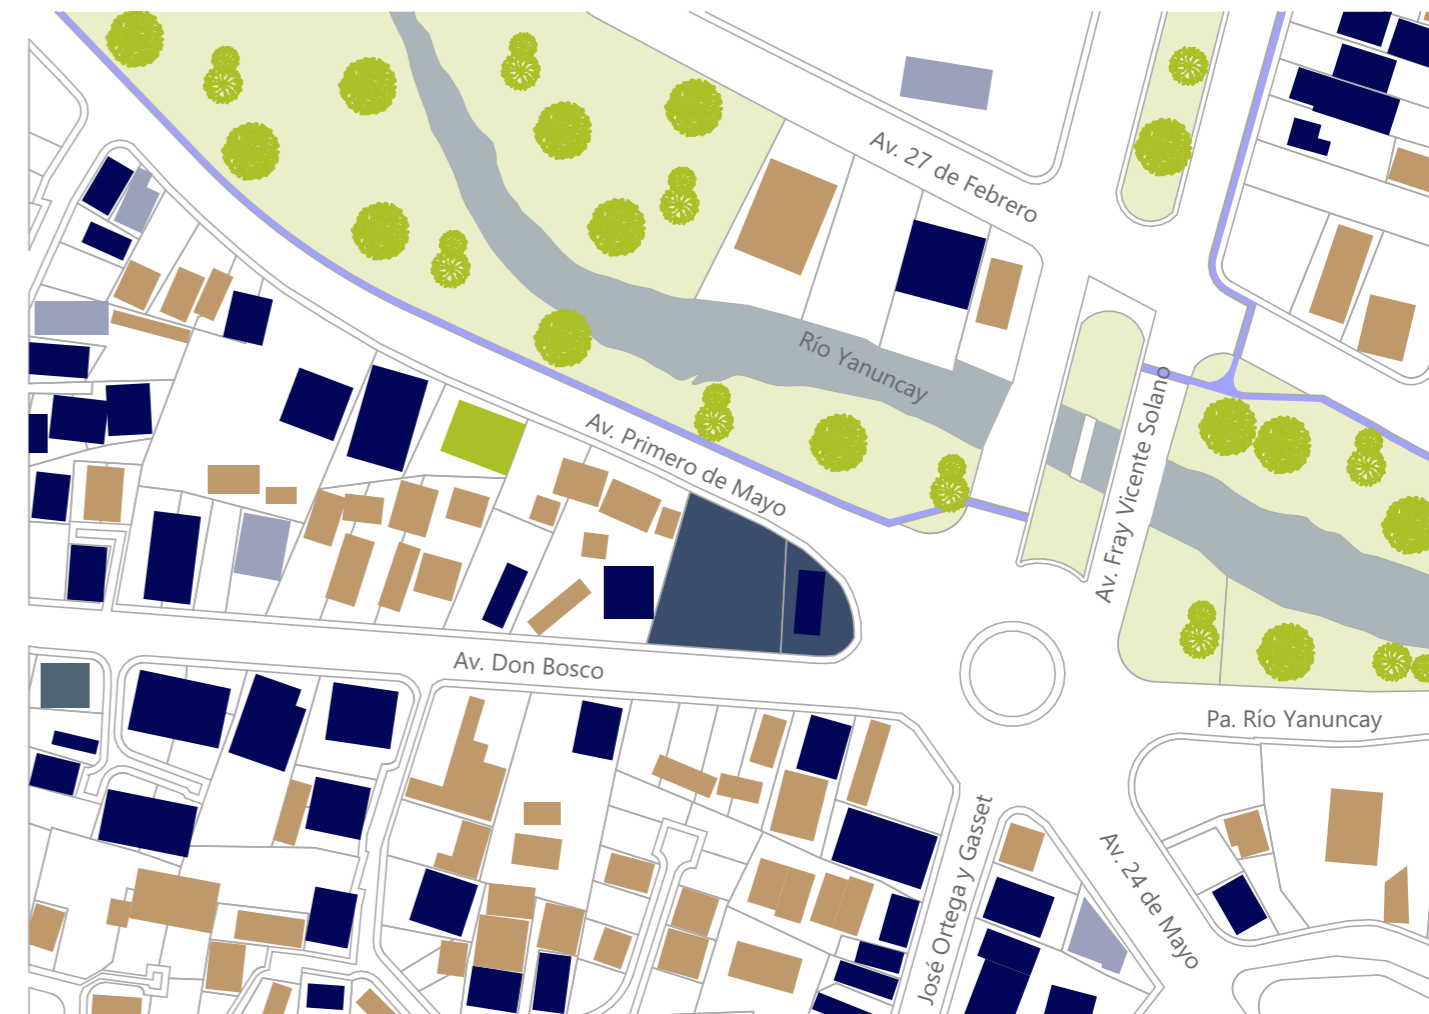 Av. 27 de Febrero
Río Yanuncay
Av. Fray Vicente Solano
Av. Primero de Mayo
Av. Don Bosco
Pa. Río Yanuncay
José Ortega y Gasset
Av. 24 de Mayo